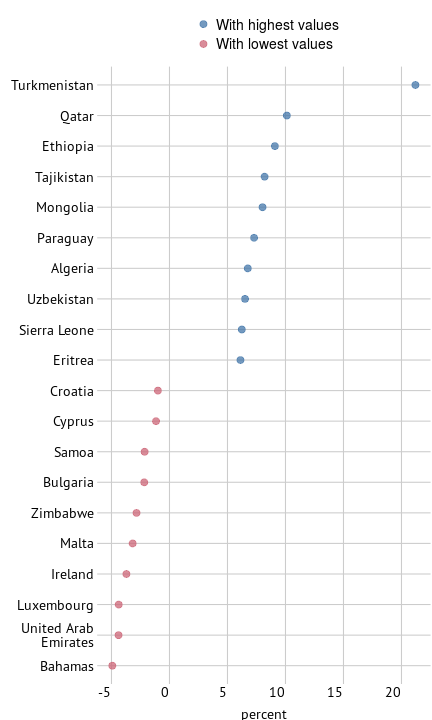 With highest values
With lowest values
Turkmenistan
Qatar
Ethiopia
Tajikistan
Mongolia
Paraguay
Algeria
Uzbekistan
Sierra Leone
Eritrea
Croatia
Cyprus
Samoa
Bulgaria
Zimbabwe
Malta
Ireland
Luxembourg
United Arab
Emirates
Bahamas
-5 0 5 10 15 20
percent